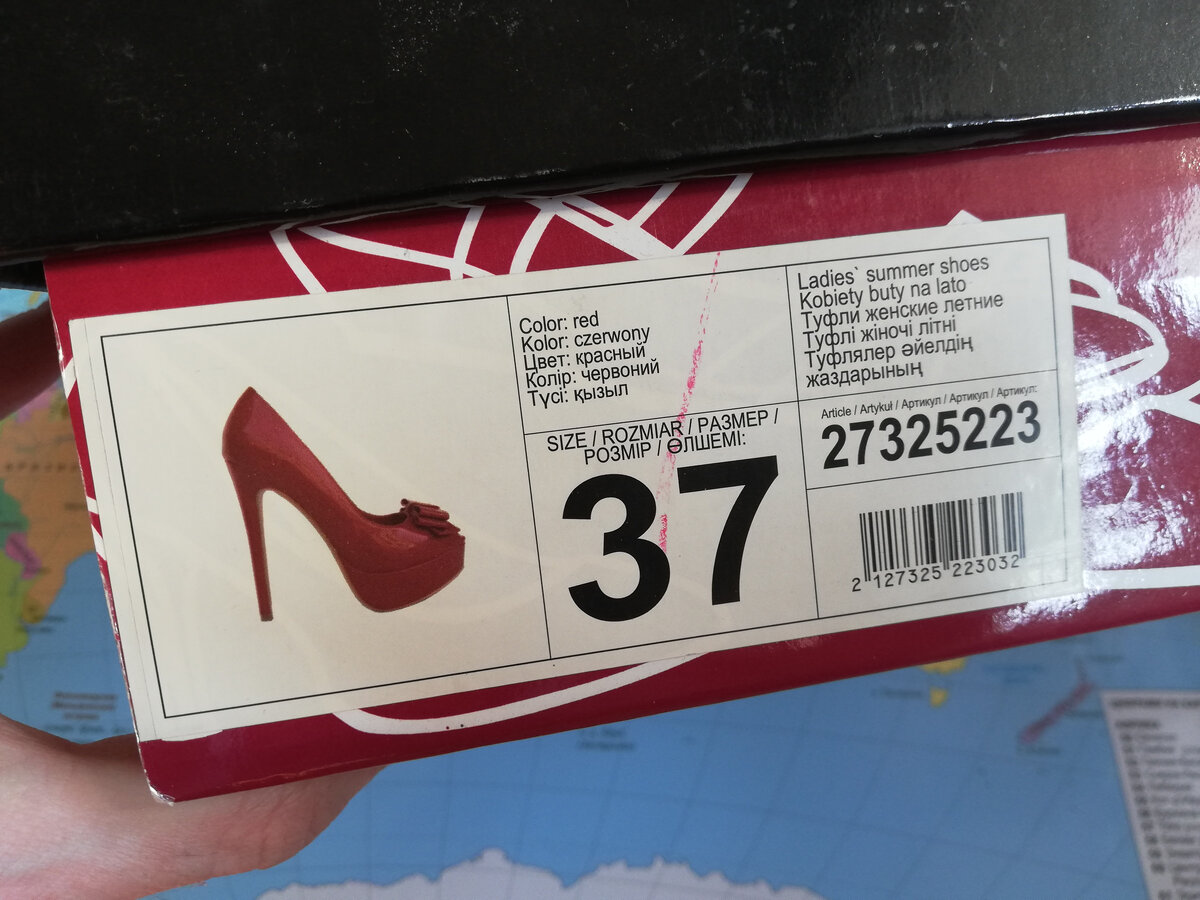 Color: red
Kolor: czerwony
Цвет: красный
Колір: червоний
Түсі: қызыл
SIZE / ROZMIAR / РАЗМЕР /
РОЗМІР / ӨЛШЕМІ:
37
Ladies` summer shoes
Kobiety buty na lato
Туфли женские летние
Туфлі жіночі літні
Туфлялер әйелдің
жаздарының
Article / Artykuł / Артикул / Артикул / Артикул:
27325223
2 127325 223032